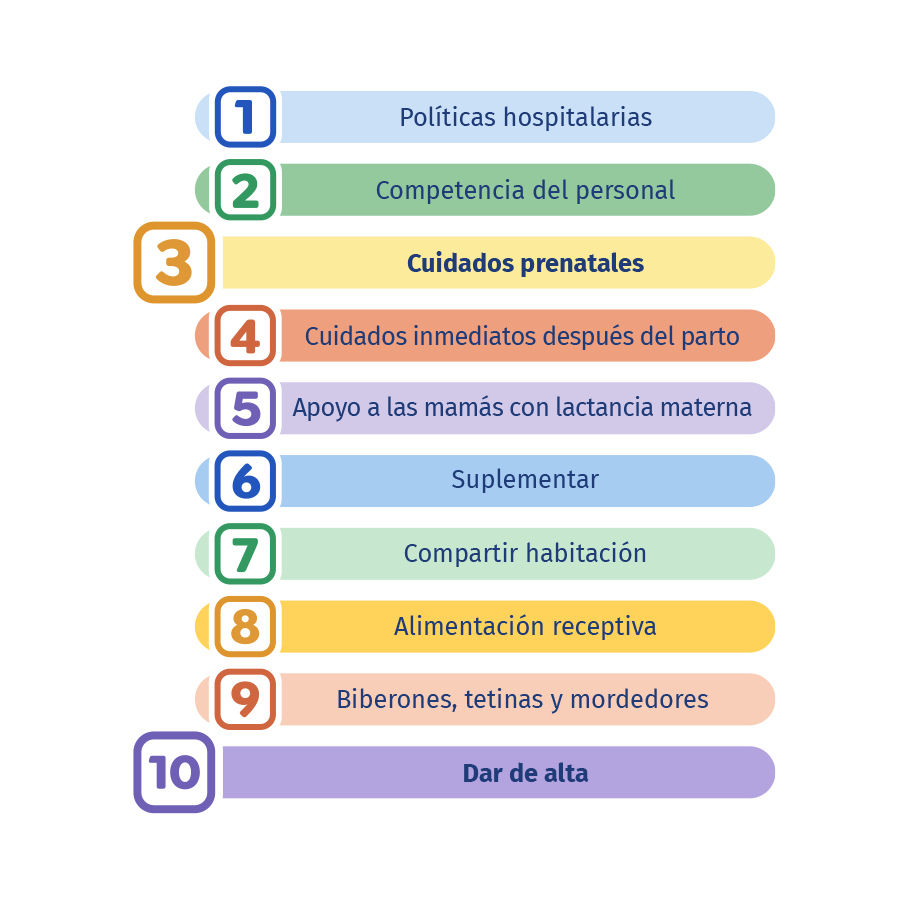 1 Políticas hospitalarias
2 Competencia del personal
3 Cuidados prenatales
4 Cuidados inmediatos después del parto
5 Apoyo a las mamás con lactancia materna
6 Suplementar
7 Compartir habitación
8 Alimentación receptiva
9 Biberones, tetinas y mordedores
10 Dar de alta